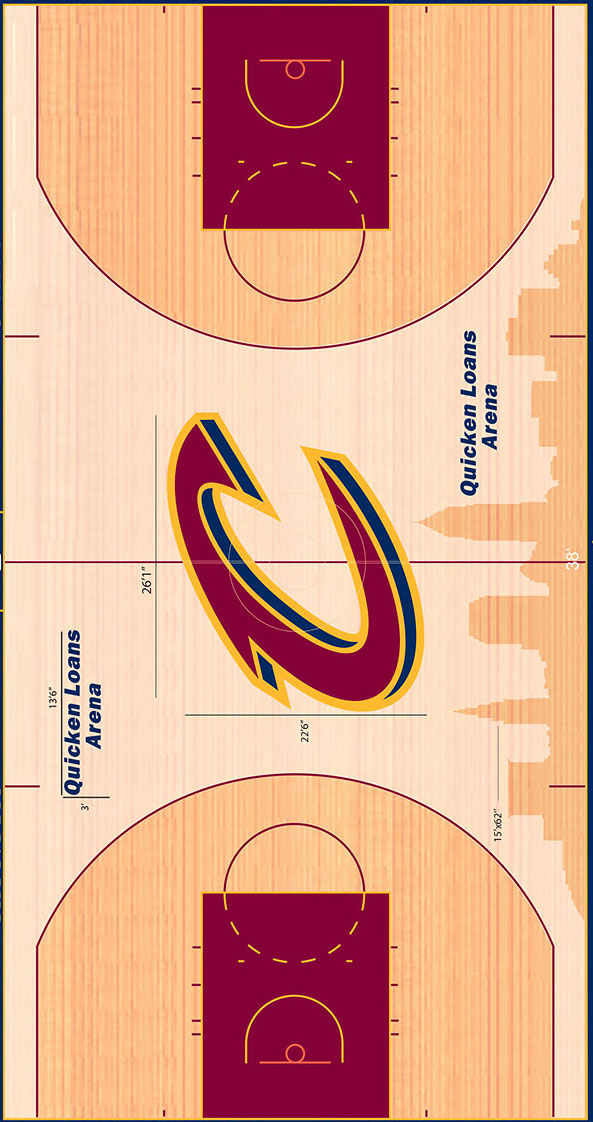 Quicken Loans
Arena
38'
26'1"
13'6"
Quicken Loans
Arena
3'
22'6"
15'x62"